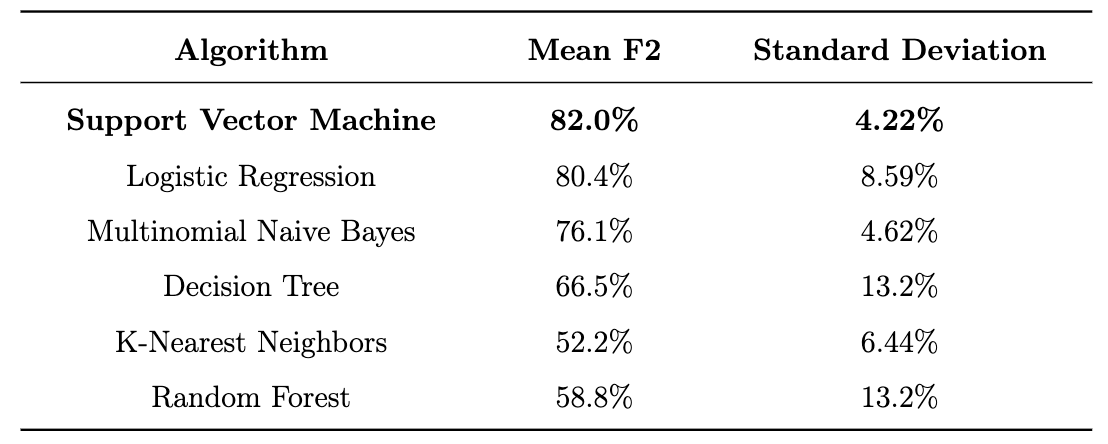 Algorithm Mean F2 Standard Deviation
Support Vector Machine 82.0% 4.22%
Logistic Regression 80.4% 8.59%
Multinomial Naive Bayes 76.1% 4.62%
Decision Tree 66.5% 13.2%
K-Nearest Neighbors 52.2% 6.44%
Random Forest 58.8% 13.2%